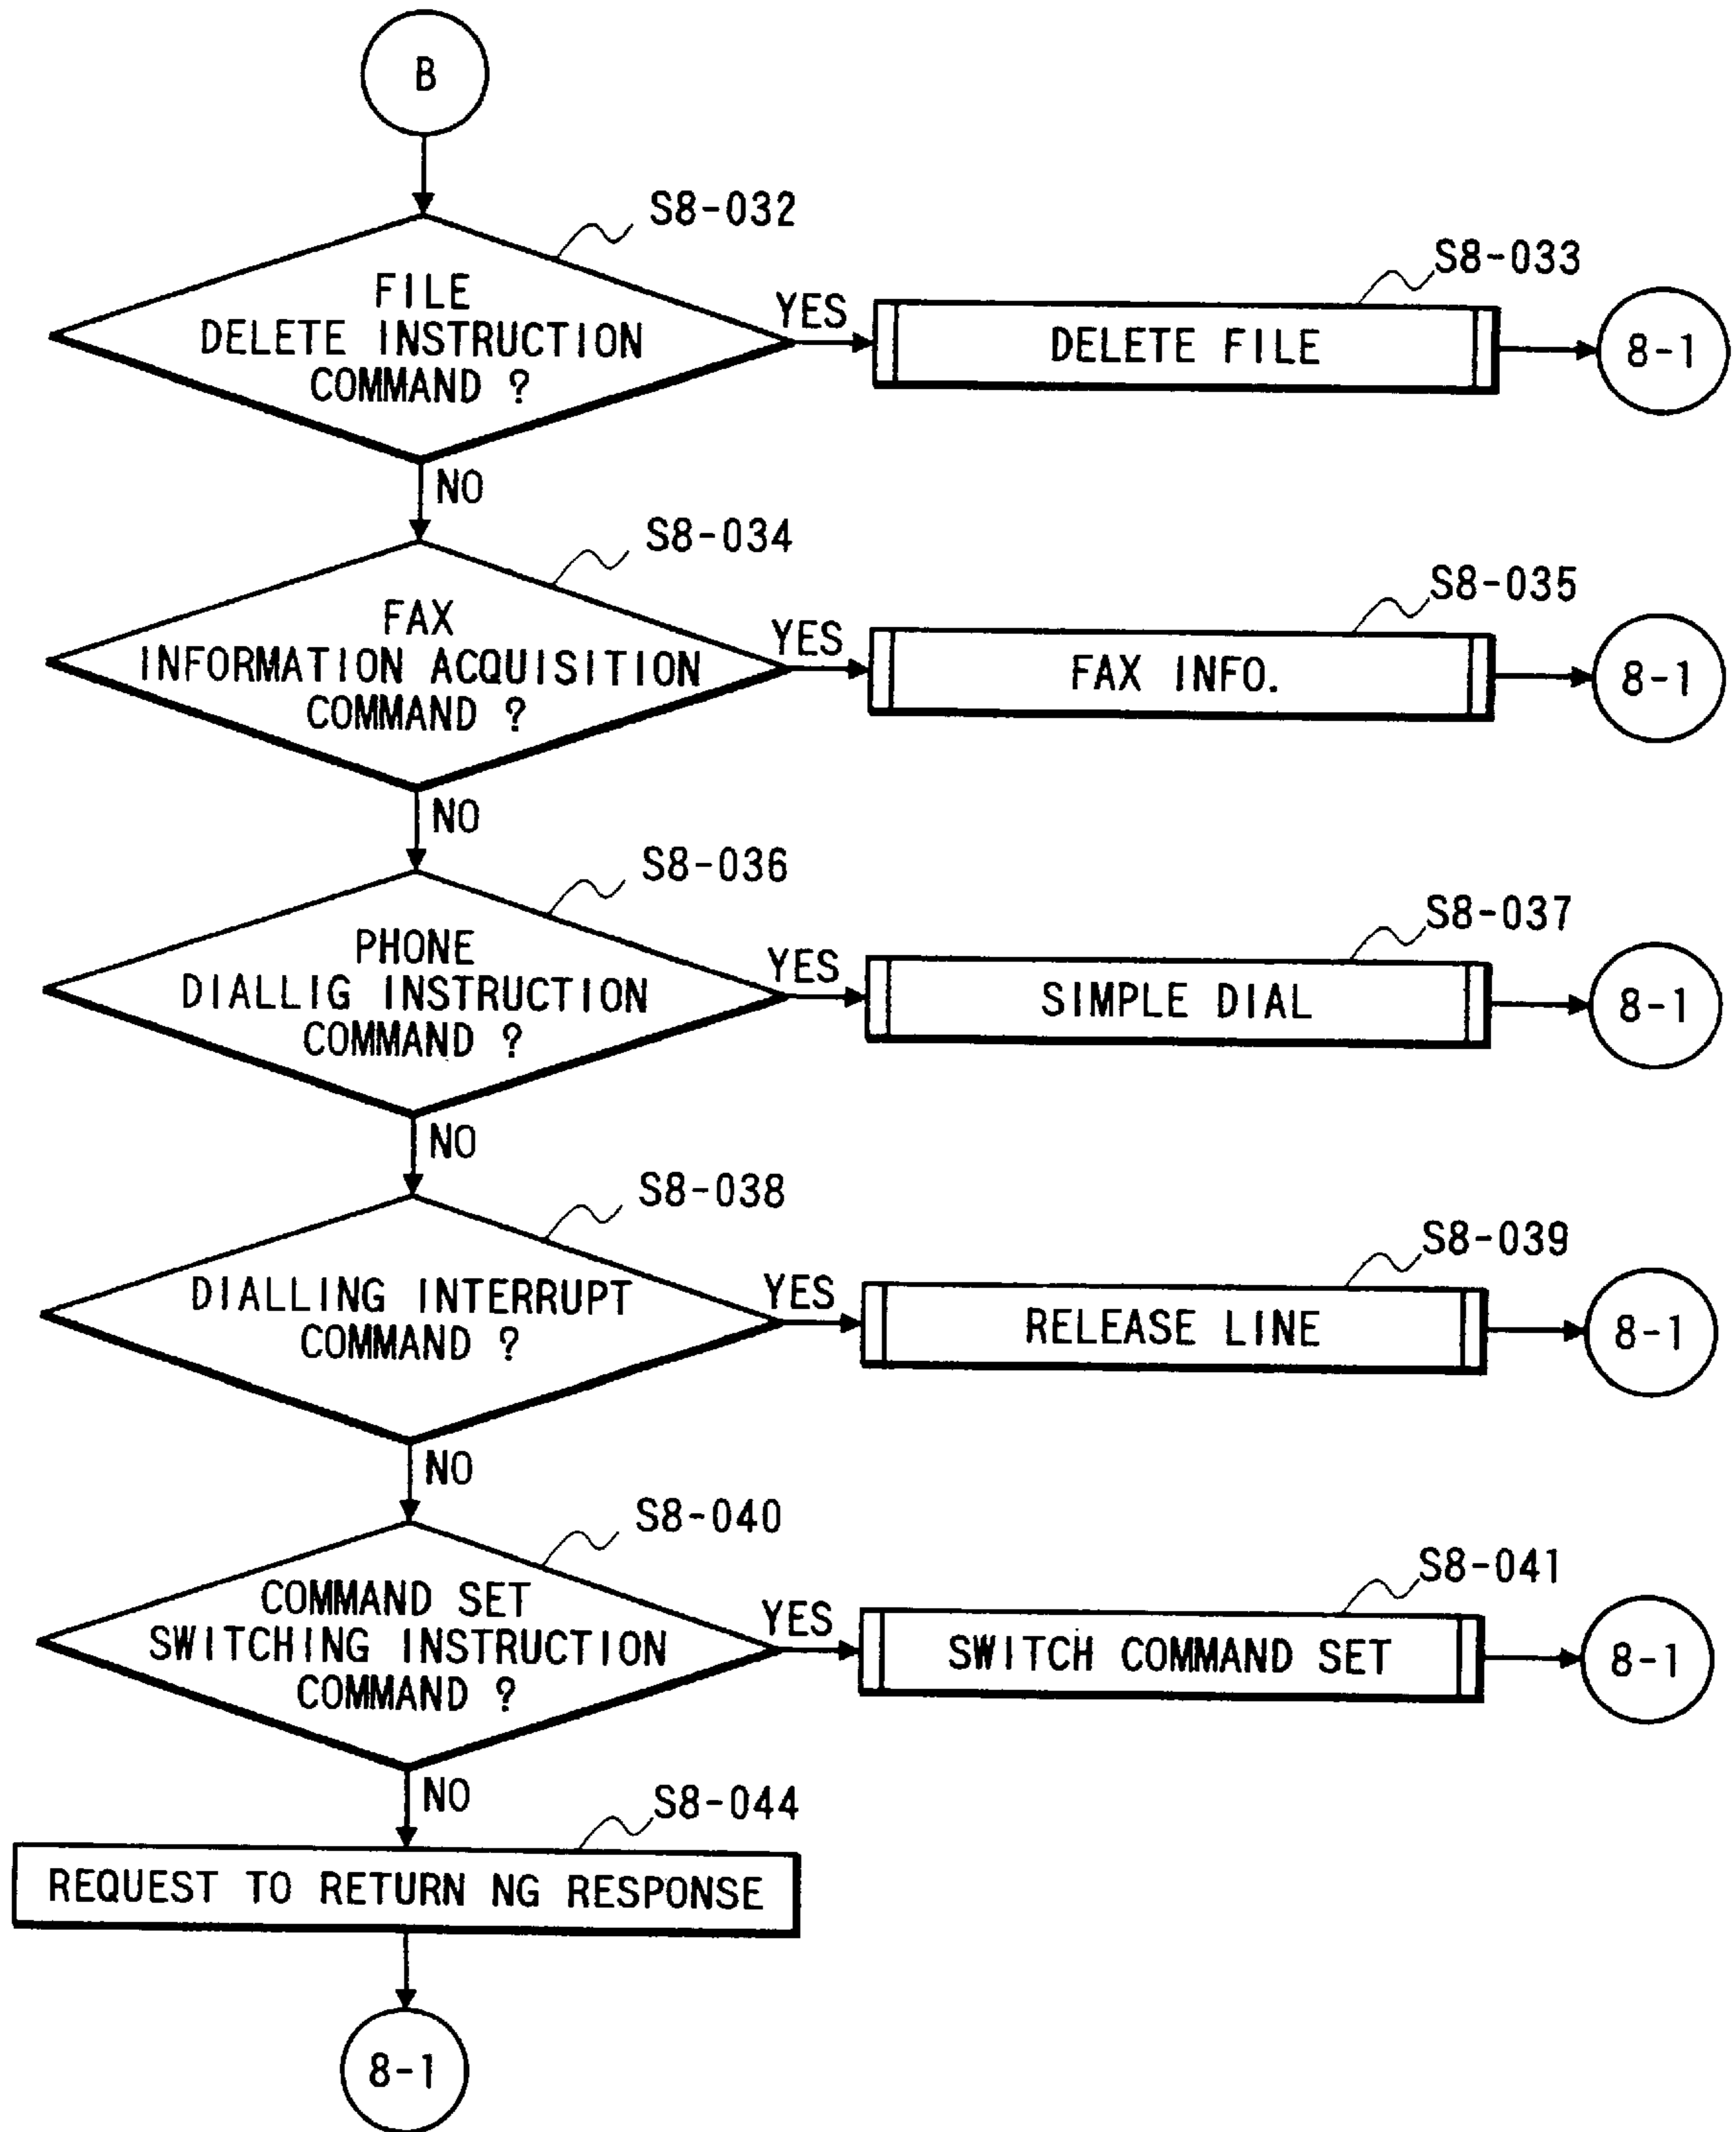 B
S8-032
FILE
DELETE INSTRUCTION
COMMAND ?
YES
S8-033
DELETE FILE
8-1
NO
S8-034
FAX
INFORMATION ACQUISITION
COMMAND ?
YES
S8-035
FAX INFO.
8-1
NO
S8-036
PHONE
DIALLIG INSTRUCTION
COMMAND ?
YES
S8-037
SIMPLE DIAL
8-1
NO
S8-038
DIALLING INTERRUPT
COMMAND ?
YES
S8-039
RELEASE LINE
8-1
NO
S8-040
COMMAND SET
SWITCHING INSTRUCTION
COMMAND ?
YES
S8-041
SWITCH COMMAND SET
8-1
NO
S8-044
REQUEST TO RETURN NG RESPONSE
8-1